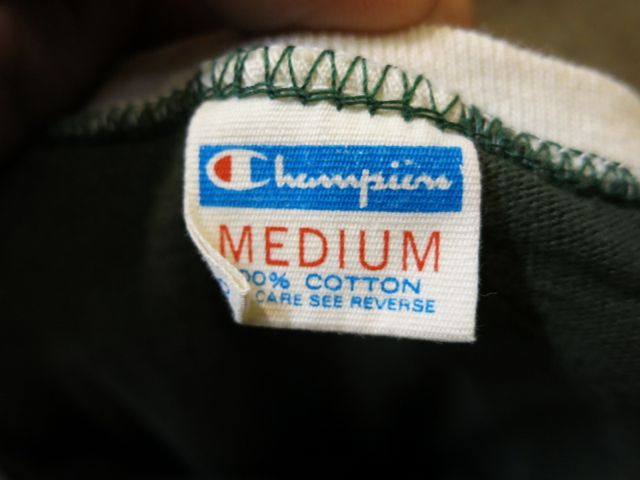 Champion
MEDIUM
00% COTTON
CARE SEE REVERSE